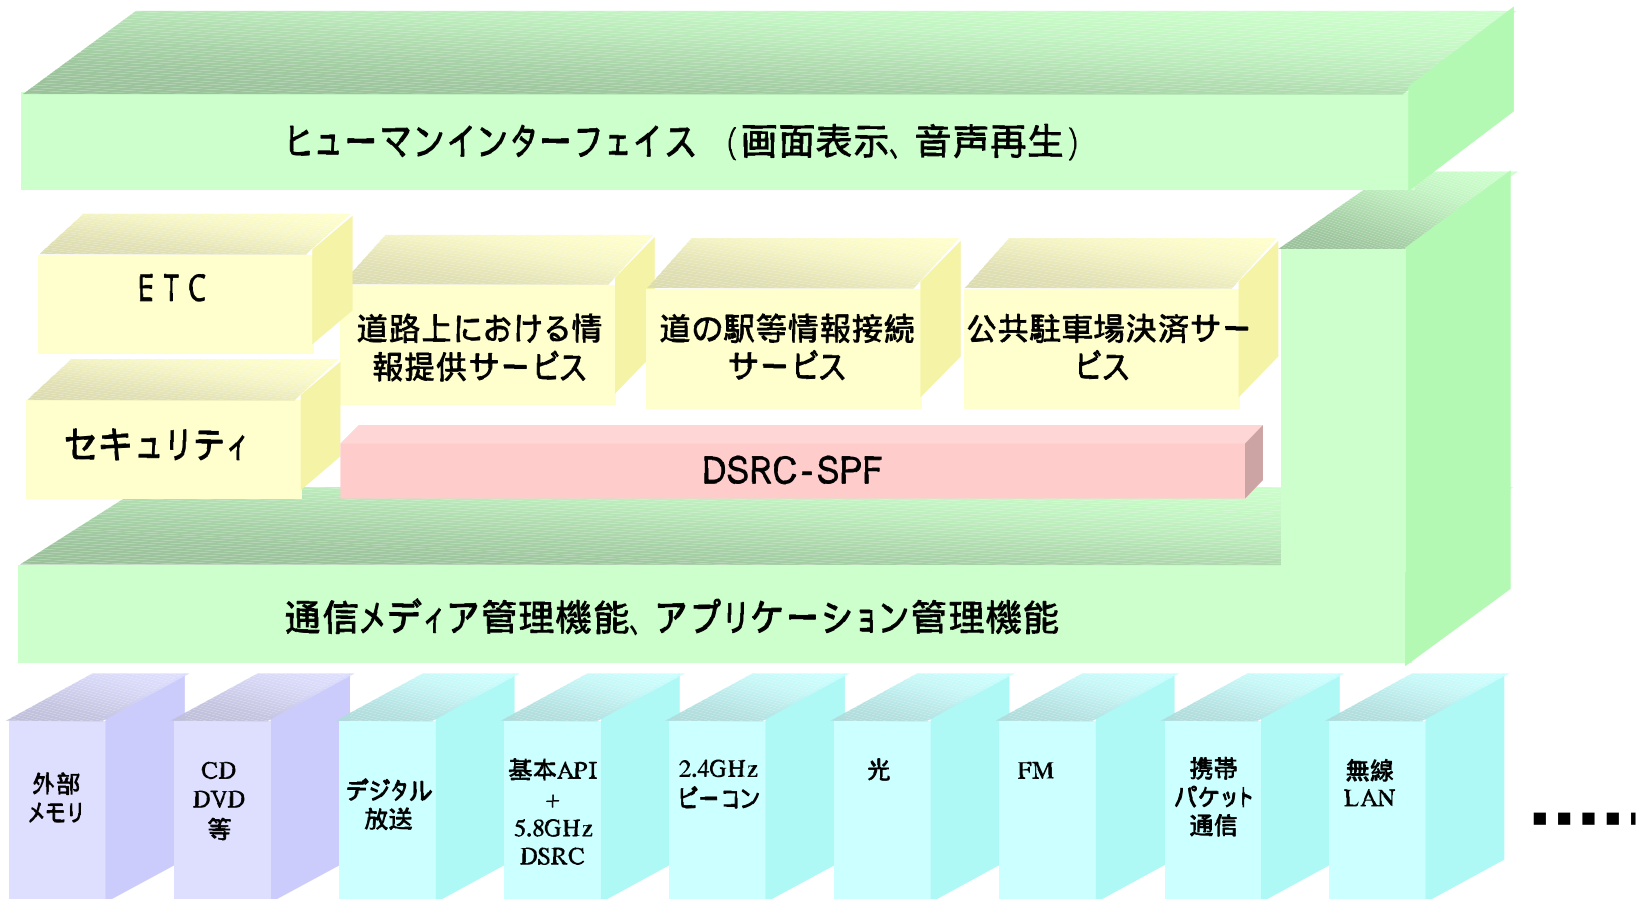 ヒューマンインターフェイス (画面表示、音声再生)
ETC
道路上における情
報提供サービス
道の駅等情報接続
サービス
公共駐車場決済サー
ビス
セキュリティ
DSRC-SPF
通信メディア管理機能、アプリケーション管理機能
外部
メモリ
CD
DVD
等
デジタル
放送
基本API
+
5.8GHz
DSRC
2.4GHz
ビーコン
光
FM
携帯
パケット
通信
無線
LAN